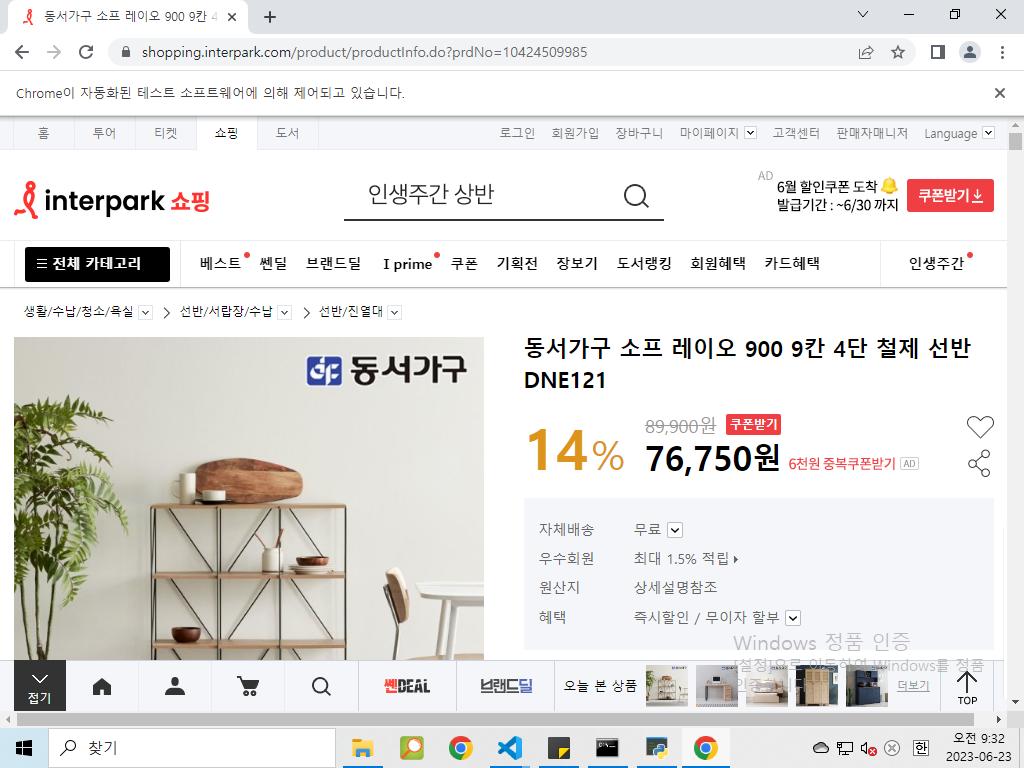 동서가구 소프 레이오 900 9칸 4
shopping.interpark.com/product/productInfo.do?prdNo=10424509985
Chrome이 자동화된 테스트 소프트웨어에 의해 제어되고 있습니다.
홈 투어 티켓 쇼핑 도서 로그인 회원가입 장바구니 마이페이지 고객센터 판매자매니저 Language
interpark 쇼핑
인생주간 상반
AD
6월 할인쿠폰 도착
발급기간 : ~6/30 까지
쿠폰받기
전체 카테고리 베스트 쎈딜 브랜드딜 I prime 쿠폰 기획전 장보기 도서랭킹 회원혜택 카드혜택 인생주간
생활/수납/청소/욕실 선반/서랍장/수납 선반/진열대
동서가구
동서가구 소프 레이오 900 9칸 4단 철제 선반
DNE121
14%
89,900원 쿠폰받기
76,750원 6천원 중복쿠폰받기 AD
자체배송 무료
우수회원 최대 1.5% 적립
원산지 상세설명참조
혜택 즉시할인 / 무이자 할부
Windows 정품 인증
[설정]으로 이동하여 Windows를 정품
접기
쎈DEAL
브랜드딜
오늘 본 상품
더보기
TOP
찾기
한
오전 9:32
2023-06-23